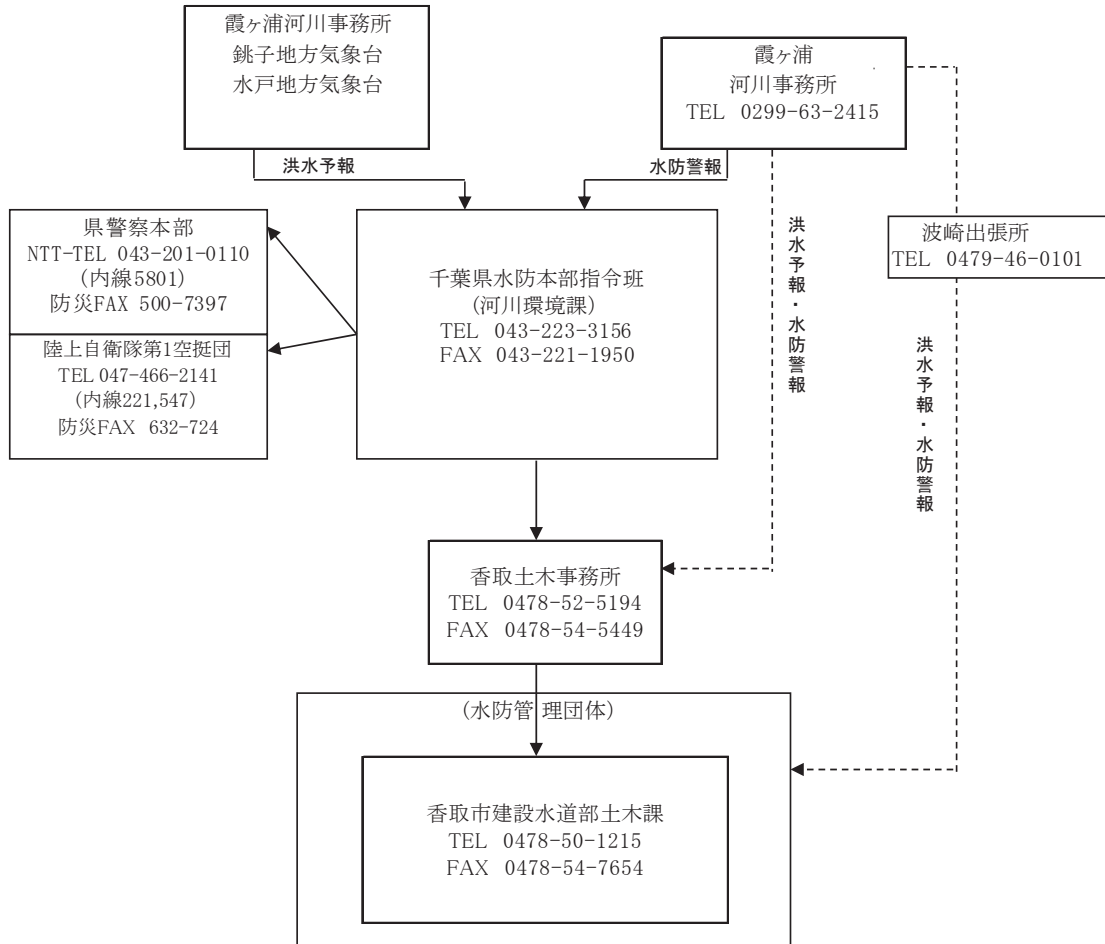 霞ヶ浦河川事務所
銚子地方気象台
水戸地方気象台
霞ヶ浦
河川事務所
TEL 0299-63-2415
洪水予報
水防警報
県警察本部
NTT-TEL 043-201-0110
(内線5801)
防災FAX 500-7397
陸上自衛隊第1空挺団
TEL 047-466-2141
(内線221,547)
防災FAX 632-724
千葉県水防本部指令班
(河川環境課)
TEL 043-223-3156
FAX 043-221-1950
洪水予報・水防警報
波崎出張所
TEL 0479-46-0101
洪水予報・水防警報
香取土木事務所
TEL 0478-52-5194
FAX 0478-54-5449
(水防管理団体)
香取市建設水道部土木課
TEL 0478-50-1215
FAX 0478-54-7654